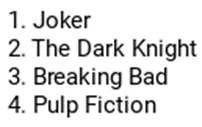 1. Joker
2. The Dark Knight
3. Breaking Bad
4. Pulp Fiction